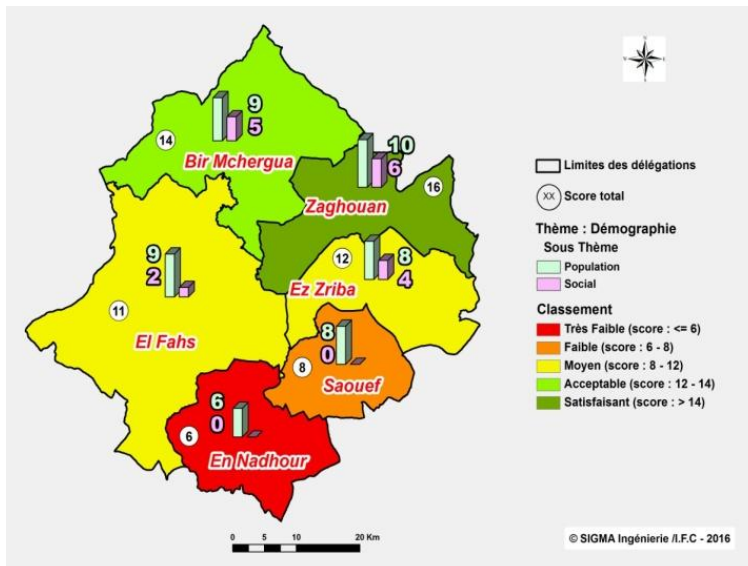 9
5
14
Bir Mchergua
10
6
16
Zaghouan
12
8
4
Ez Zriba
9
2
11
El Fahs
8
0
8
Saouef
6
0
6
En Nadhour
N
Limites des délégations
XX Score total
Thème : Démographie
Sous Thème
Population
Social
Classement
Très Faible (score : <= 6)
Faible (score : 6 - 8)
Moyen (score : 8 - 12)
Acceptable (score : 12 - 14)
Satisfaisant (score : > 14)
0 5 10 20 Km
© SIGMA Ingénierie /I.F.C - 2016